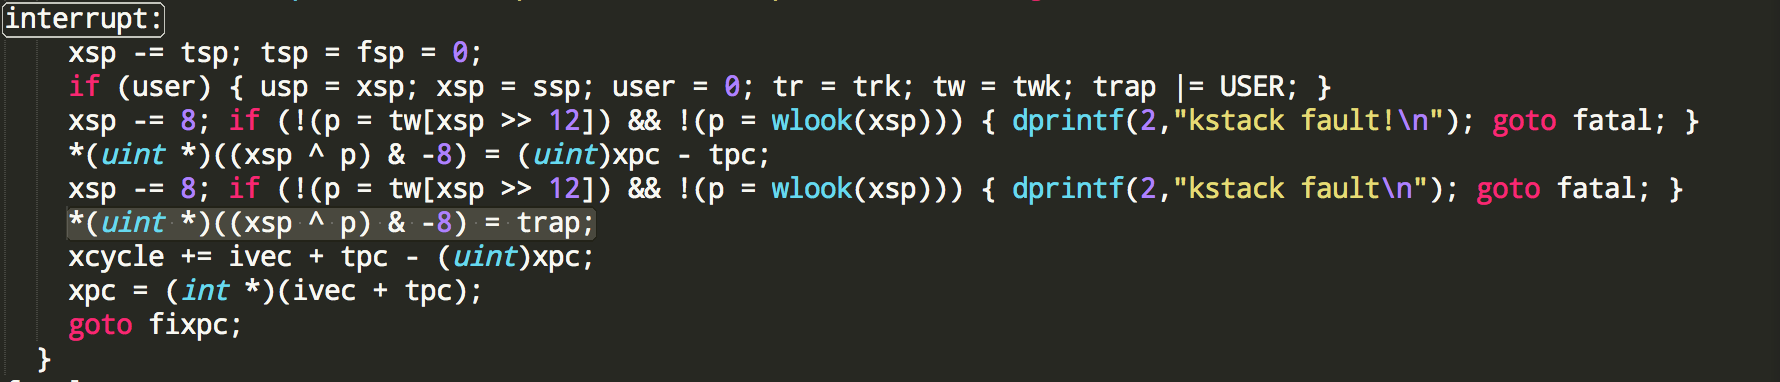 interrupt:
xsp -= tsp; tsp = fsp = 0;
if (user) { usp = xsp; xsp = ssp; user = 0; tr = trk; tw = twk; trap |= USER; }
xsp -= 8; if (!(p = tw[xsp >> 12]) && !(p = wlook(xsp))) { dprintf(2,"kstack fault!\n"); goto fatal; }
*(uint *)((xsp ^ p) & -8) = (uint)xpc - tpc;
xsp -= 8; if (!(p = tw[xsp >> 12]) && !(p = wlook(xsp))) { dprintf(2,"kstack fault\n"); goto fatal; }
*(uint *)((xsp ^ p) & -8) = trap;
xcycle += ivec + tpc - (uint)xpc;
xpc = (int *)(ivec + tpc);
goto fixpc;
}